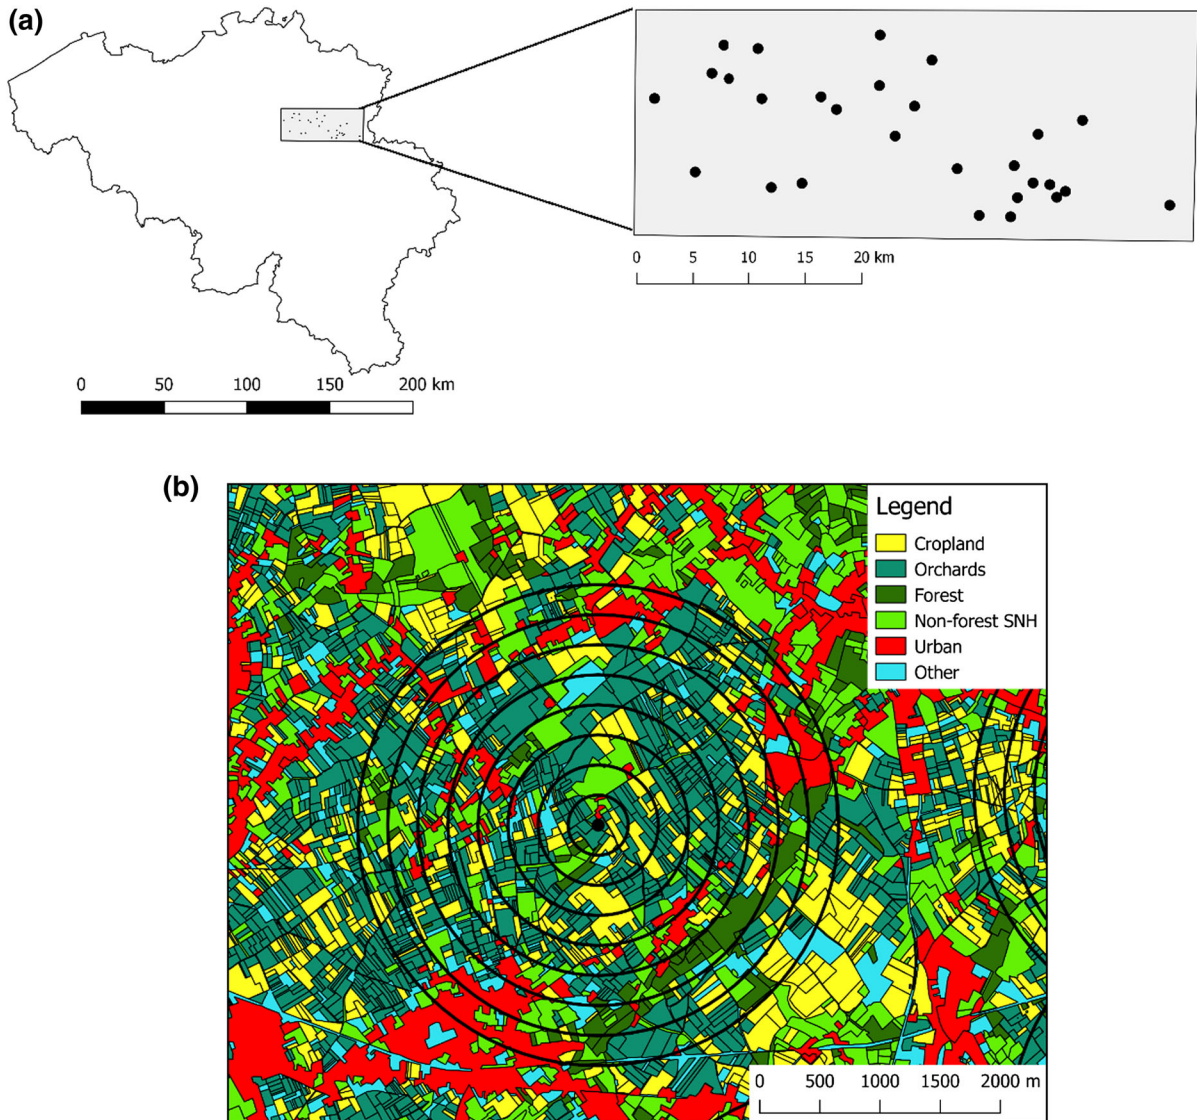 (a)
0 5 10 15 20 km
0 50 100 150 200 km
(b)
Legend
Cropland
Orchards
Forest
Non-forest SNH
Urban
Other
0 500 1000 1500 2000 m